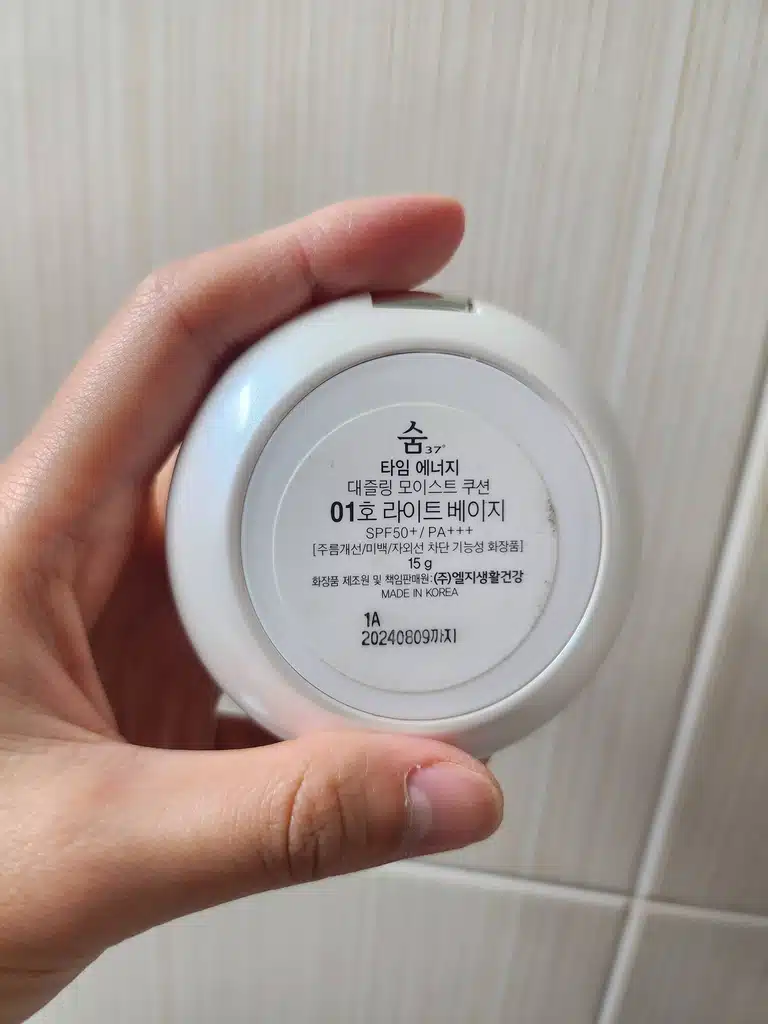 숨37°
타임 에너지
대즐링 모이스트 쿠션
01호 라이트 베이지
SPF50+/ PA+++
[주름개선/미백/자외선 차단 기능성 화장품]
15 g
화장품 제조원 및 책임판매원: (주)엘지생활건강
MADE IN KOREA
1A
20240809까지